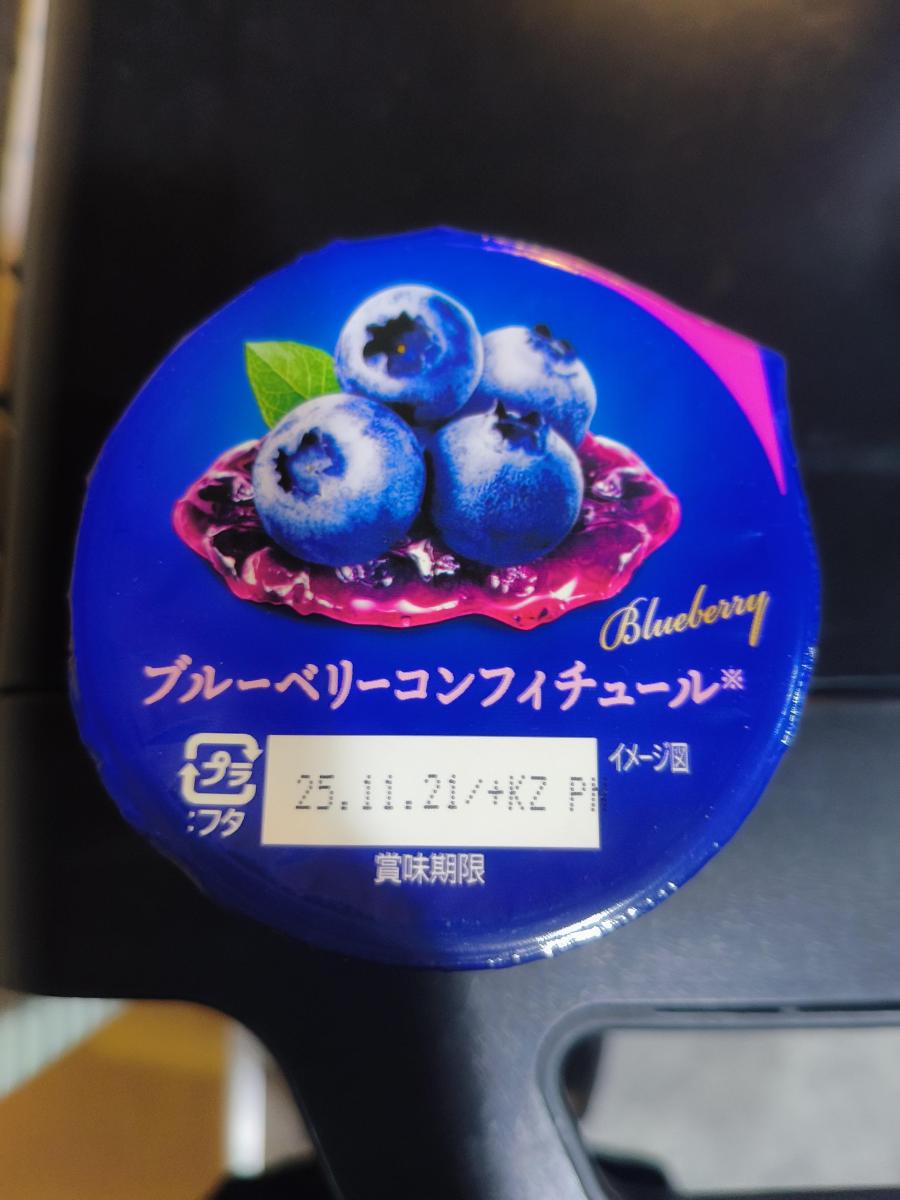 Blueberry
ブルーベリーコンフィチュール※
プラ
:フタ
25.11.21/+KZ
イメージ図
賞味期限